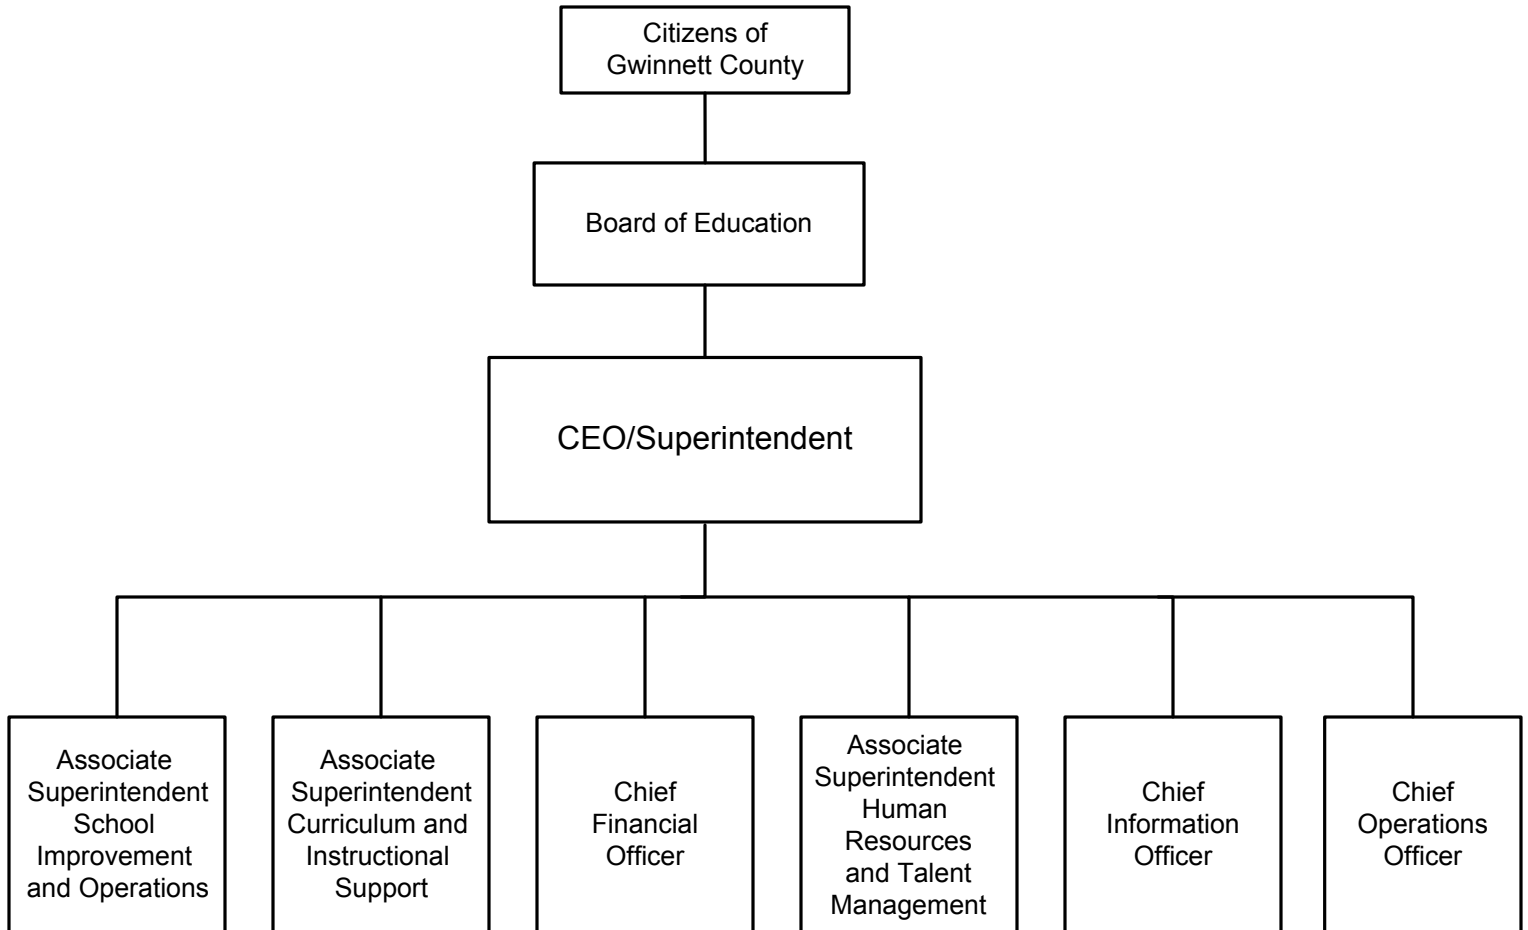 Citizens of
Gwinnett County
Board of Education
CEO/Superintendent
Associate
Superintendent
School
Improvement
and Operations
Associate
Superintendent
Curriculum and
Instructional
Support
Chief
Financial
Officer
Associate
Superintendent
Human
Resources
and Talent
Management
Chief
Information
Officer
Chief
Operations
Officer